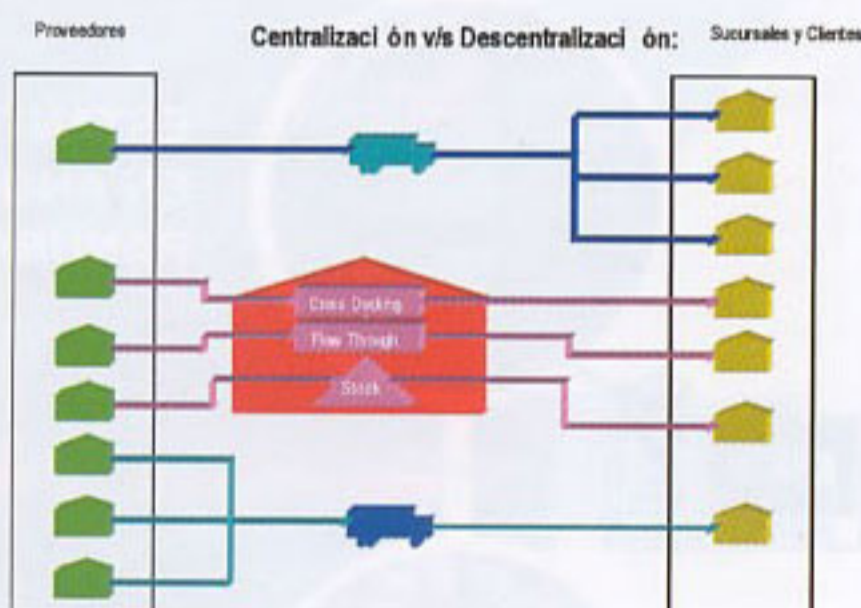 Proveedores
Centralizaci ón v/s Descentralizaci ón:
Sucursales y Clientes
Cross Docking
Flow Through
Stock